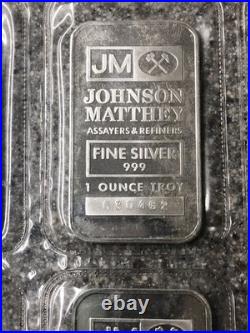 JM
JOHNSON
MATTHEY
ASSAYERS & REFINERS
FINE SILVER
999
1 OUNCE TROY